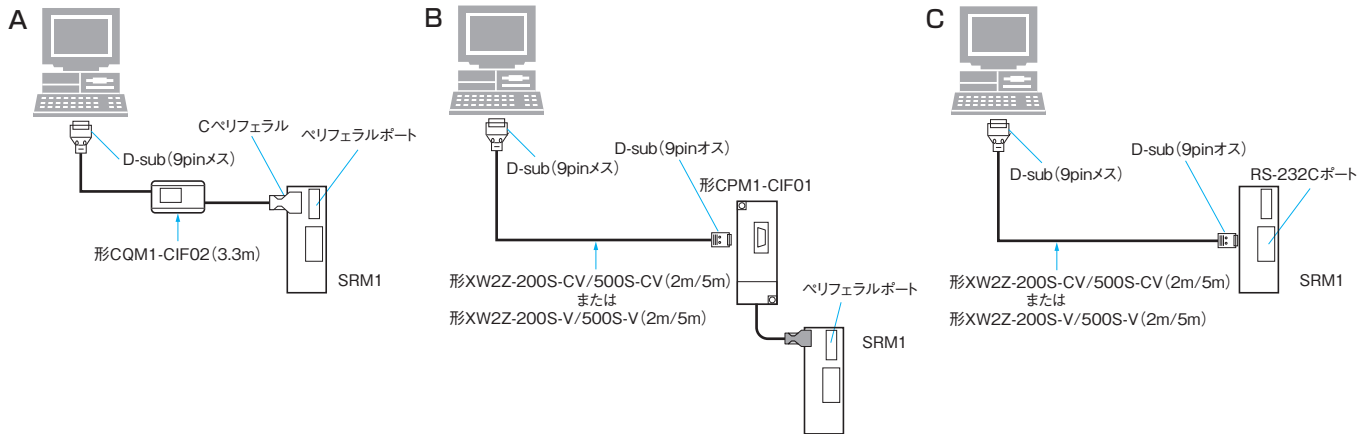 A
Cペリフェラル
ペリフェラルポート
D-sub(9pinメス)
形CQM1-CIF02(3.3m)
SRM1
B
D-sub(9pinメス)
D-sub(9pinオス)
形CPM1-CIF01
形XW2Z-200S-CV/500S-CV(2m/5m)
または
形XW2Z-200S-V/500S-V(2m/5m)
ペリフェラルポート
SRM1
C
D-sub(9pinメス)
D-sub(9pinオス)
RS-232Cポート
形XW2Z-200S-CV/500S-CV(2m/5m)
または
形XW2Z-200S-V/500S-V(2m/5m)
SRM1